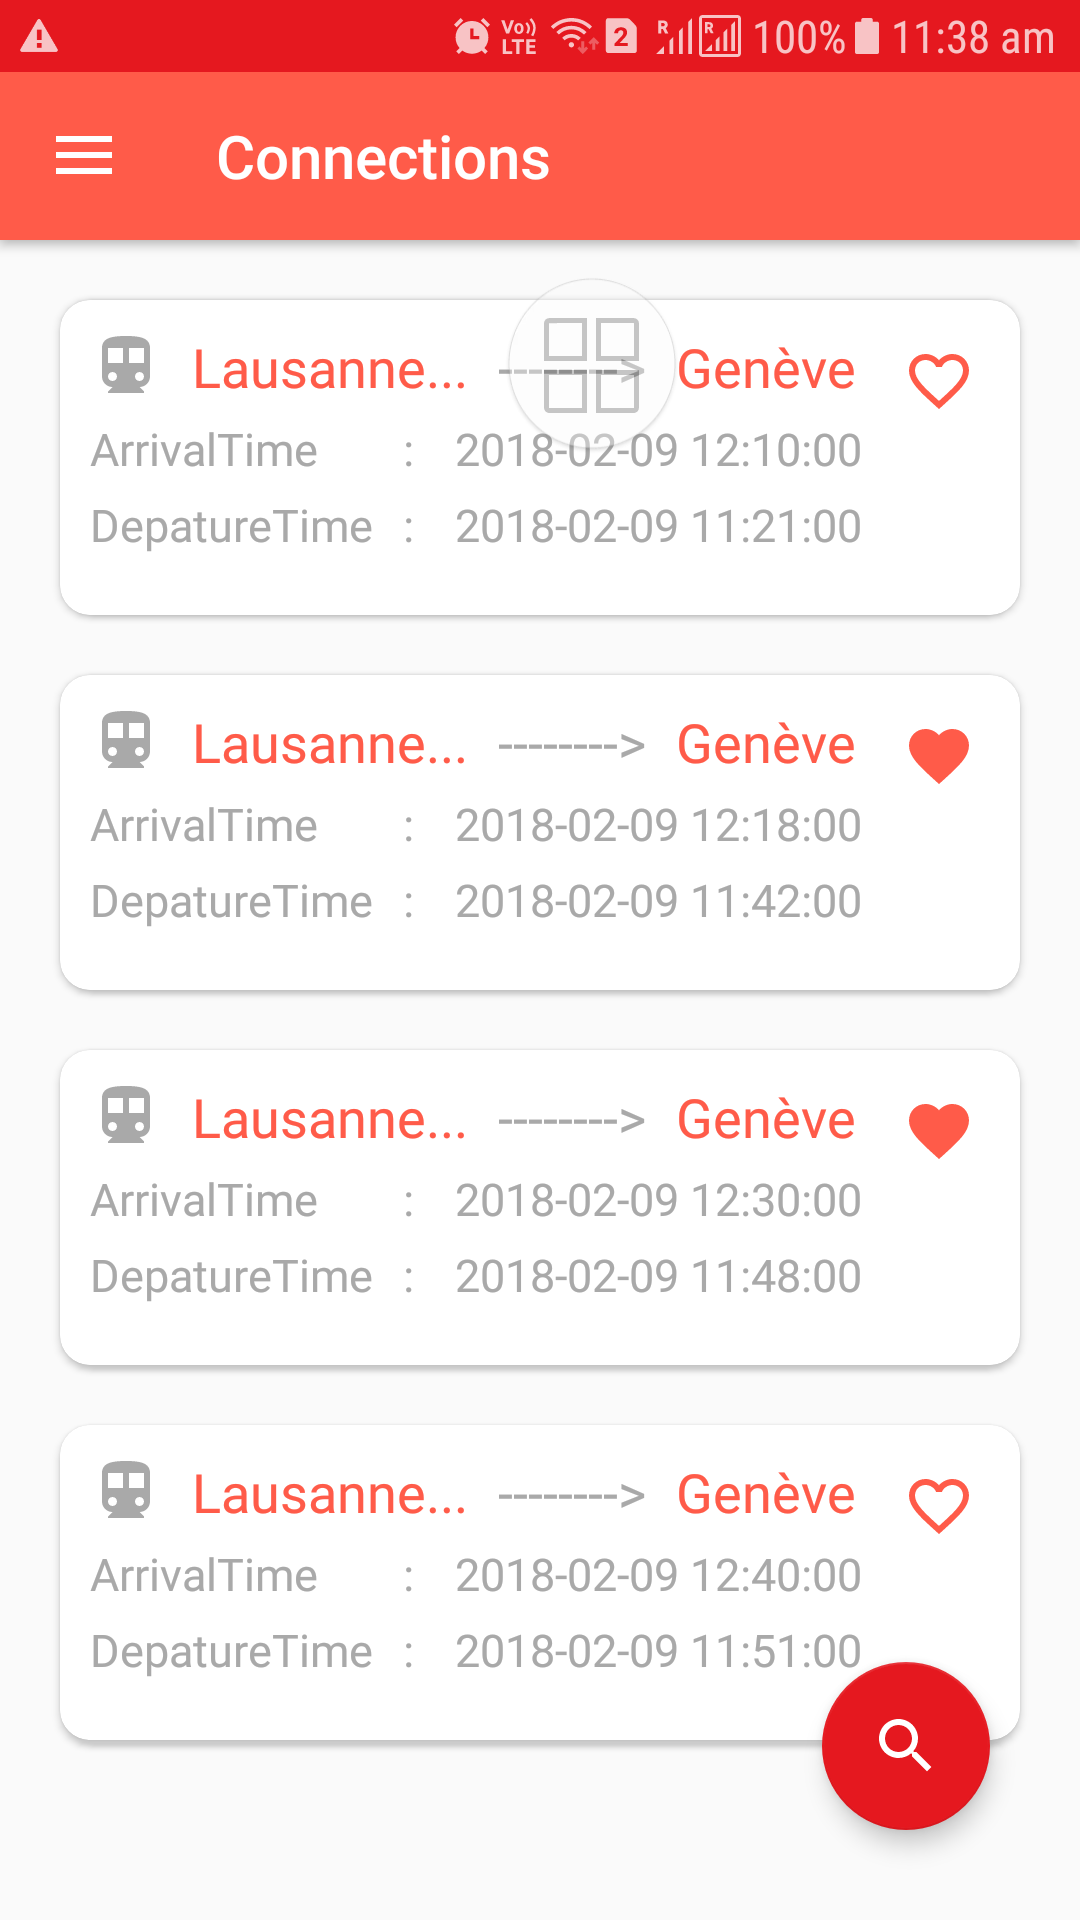 Vo)) LTE 2 R R 100% 11:38 am
Connections
Lausanne... --------> Genève
ArrivalTime : 2018-02-09 12:10:00
DepatureTime : 2018-02-09 11:21:00
Lausanne... --------> Genève
ArrivalTime : 2018-02-09 12:18:00
DepatureTime : 2018-02-09 11:42:00
Lausanne... --------> Genève
ArrivalTime : 2018-02-09 12:30:00
DepatureTime : 2018-02-09 11:48:00
Lausanne... --------> Genève
ArrivalTime : 2018-02-09 12:40:00
DepatureTime : 2018-02-09 11:51:00